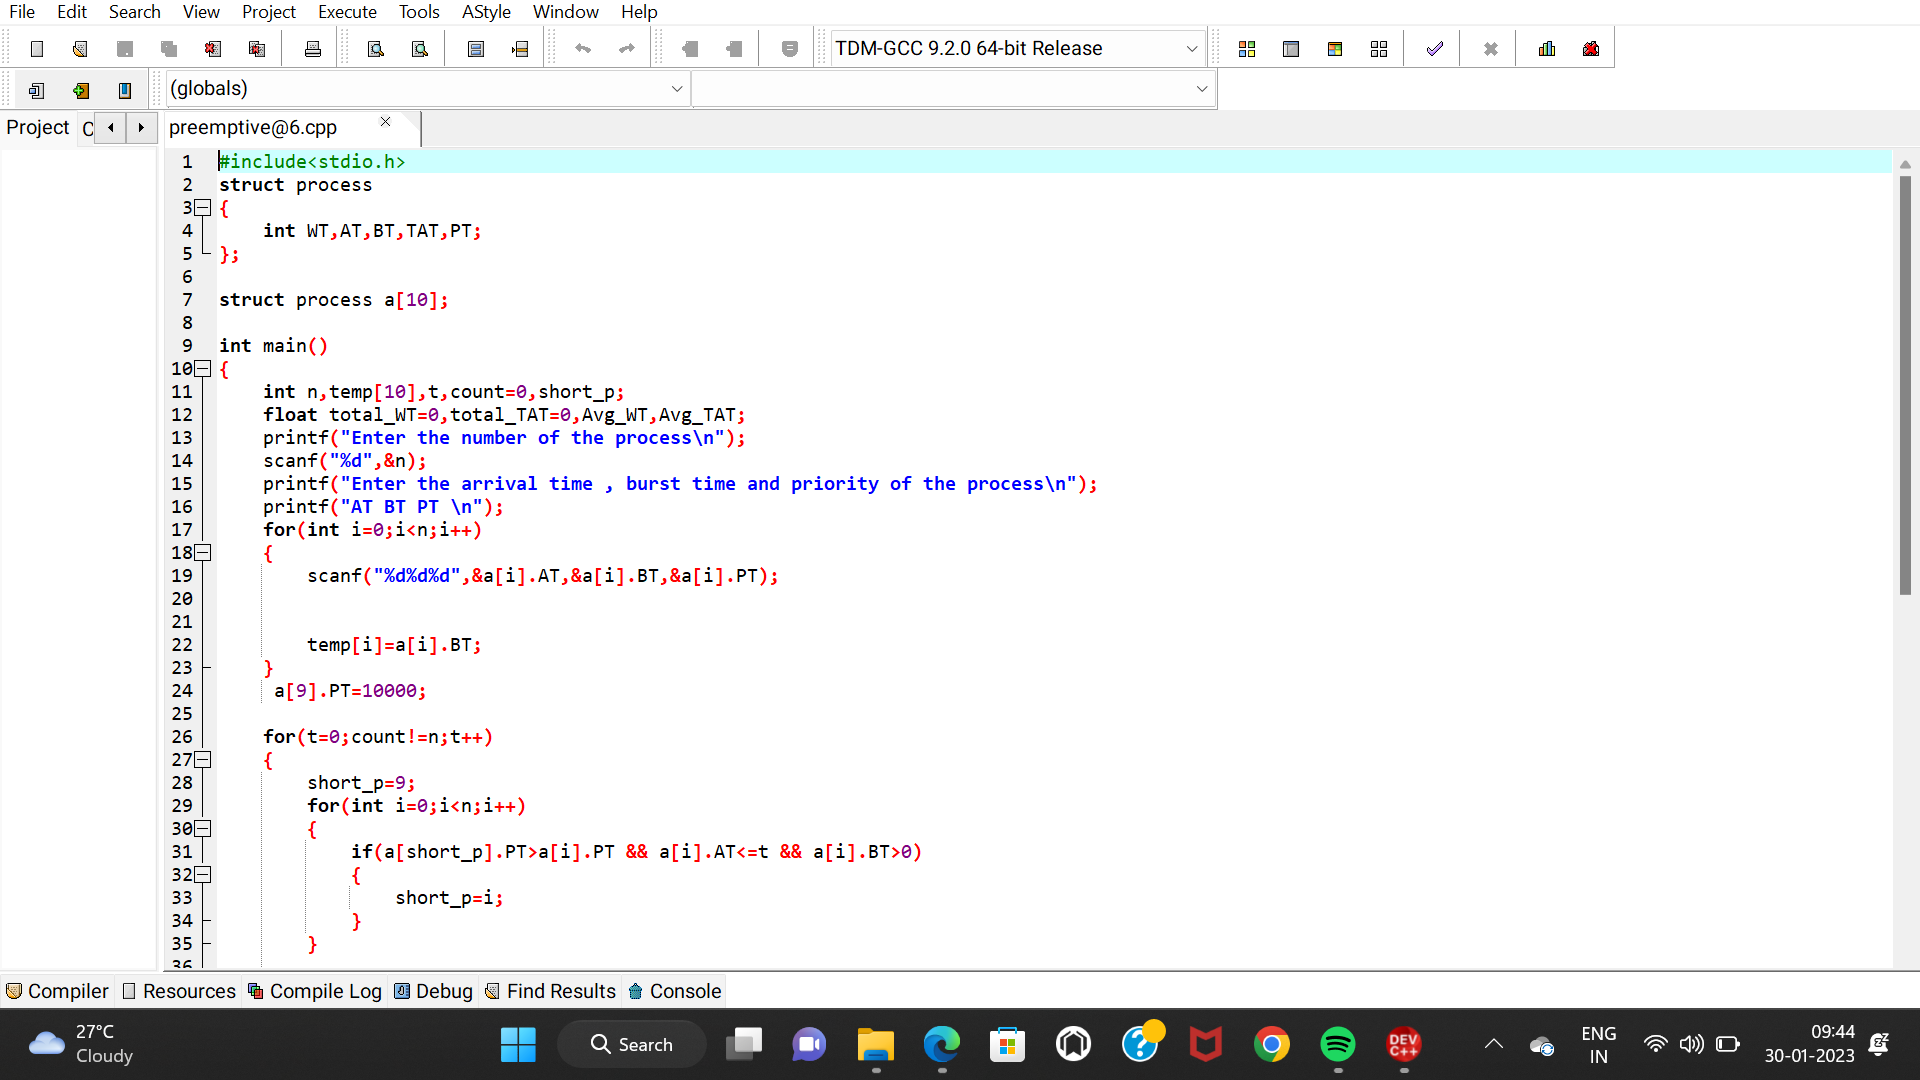 File Edit Search View Project Execute Tools AStyle Window Help
TDM-GCC 9.2.0 64-bit Release
(globals)
Project C preemptive@6.cpp
1 #include<stdio.h>
2 struct process
3 {
4 int WT,AT,BT,TAT,PT;
5 };
6
7 struct process a[10];
8
9 int main()
10 {
11 int n,temp[10],t,count=0,short_p;
12 float total_WT=0,total_TAT=0,Avg_WT,Avg_TAT;
13 printf("Enter the number of the process\n");
14 scanf("%d",&n);
15 printf("Enter the arrival time , burst time and priority of the process\n");
16 printf("AT BT PT \n");
17 for(int i=0;i<n;i++)
18 {
19 scanf("%d%d%d",&a[i].AT,&a[i].BT,&a[i].PT);
20
21
22 temp[i]=a[i].BT;
23 }
24 a[9].PT=10000;
25
26 for(t=0;count!=n;t++)
27 {
28 short_p=9;
29 for(int i=0;i<n;i++)
30 {
31 if(a[short_p].PT>a[i].PT && a[i].AT<=t && a[i].BT>0)
32 {
33 short_p=i;
34 }
35 }
36
Compiler Resources Compile Log Debug Find Results Console
27°C
Cloudy
Search
DEV
C++
ENG
IN
09:44
30-01-2023